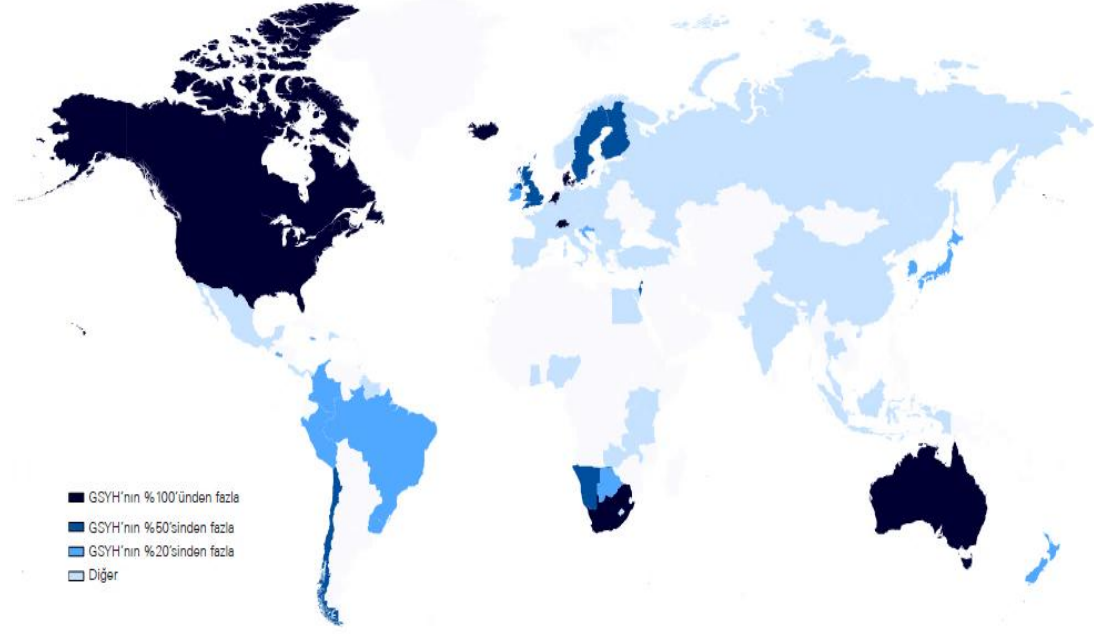 GSYH'nın %100'ünden fazla
GSYH'nın %50'sinden fazla
GSYH'nın %20'sinden fazla
Diğer